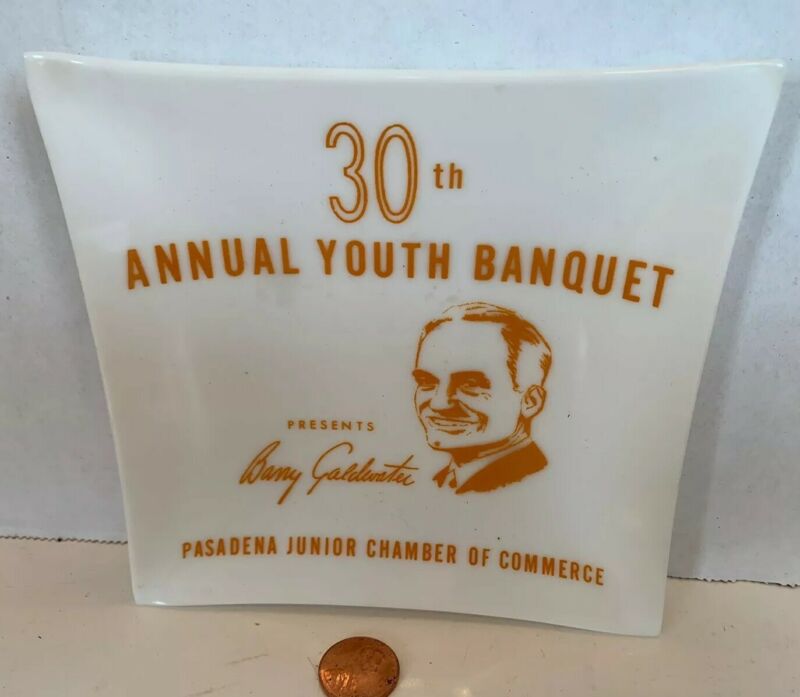 30th
ANNUAL YOUTH BANQUET
PRESENTS
Barry Goldwater
PASADENA JUNIOR CHAMBER OF COMMERCE